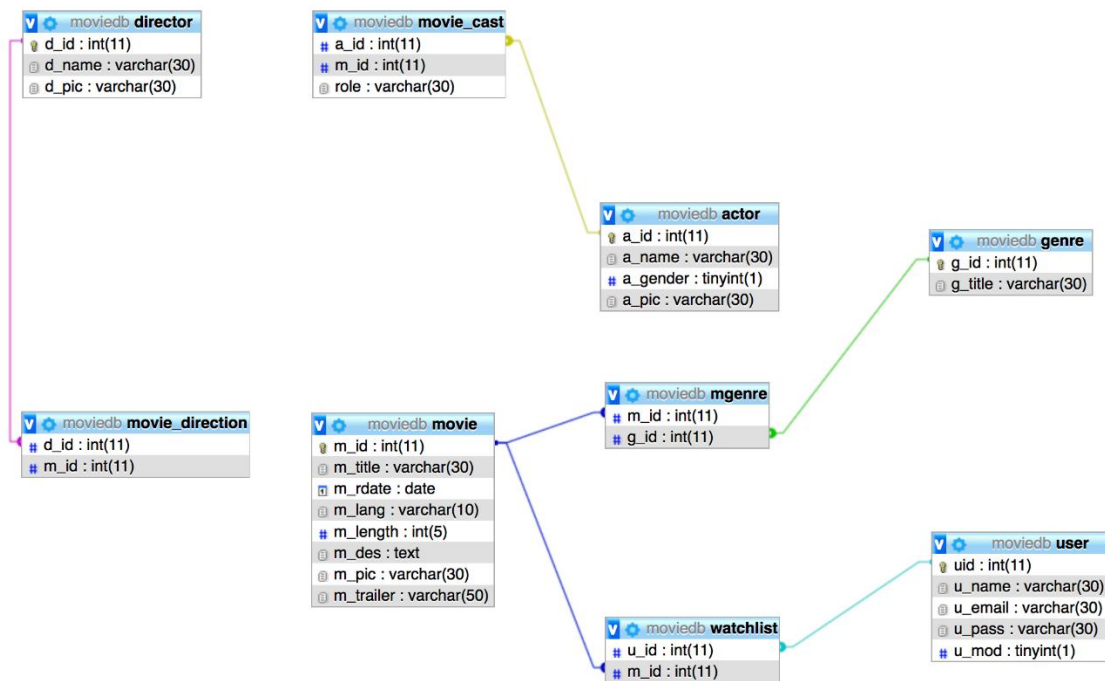 moviedb director
d_id : int(11)
d_name : varchar(30)
d_pic : varchar(30)
moviedb movie_cast
a_id : int(11)
m_id : int(11)
role : varchar(30)
moviedb actor
a_id : int(11)
a_name : varchar(30)
a_gender : tinyint(1)
a_pic : varchar(30)
moviedb genre
g_id : int(11)
g_title : varchar(30)
moviedb movie_direction
d_id : int(11)
m_id : int(11)
moviedb movie
m_id : int(11)
m_title : varchar(30)
m_rdate : date
m_lang : varchar(10)
m_length : int(5)
m_des : text
m_pic : varchar(30)
m_trailer : varchar(50)
moviedb mgenre
m_id : int(11)
g_id : int(11)
moviedb watchlist
u_id : int(11)
m_id : int(11)
moviedb user
uid : int(11)
u_name : varchar(30)
u_email : varchar(30)
u_pass : varchar(30)
u_mod : tinyint(1)